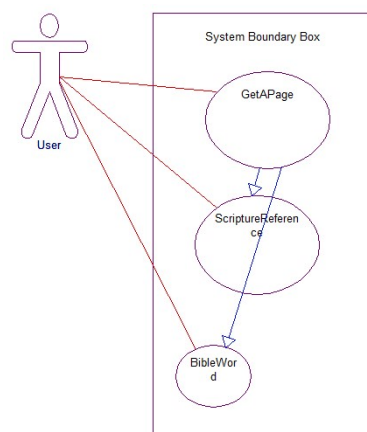 System Boundary Box
GetAPage
User
ScriptureReferen
ce
BibleWor
d